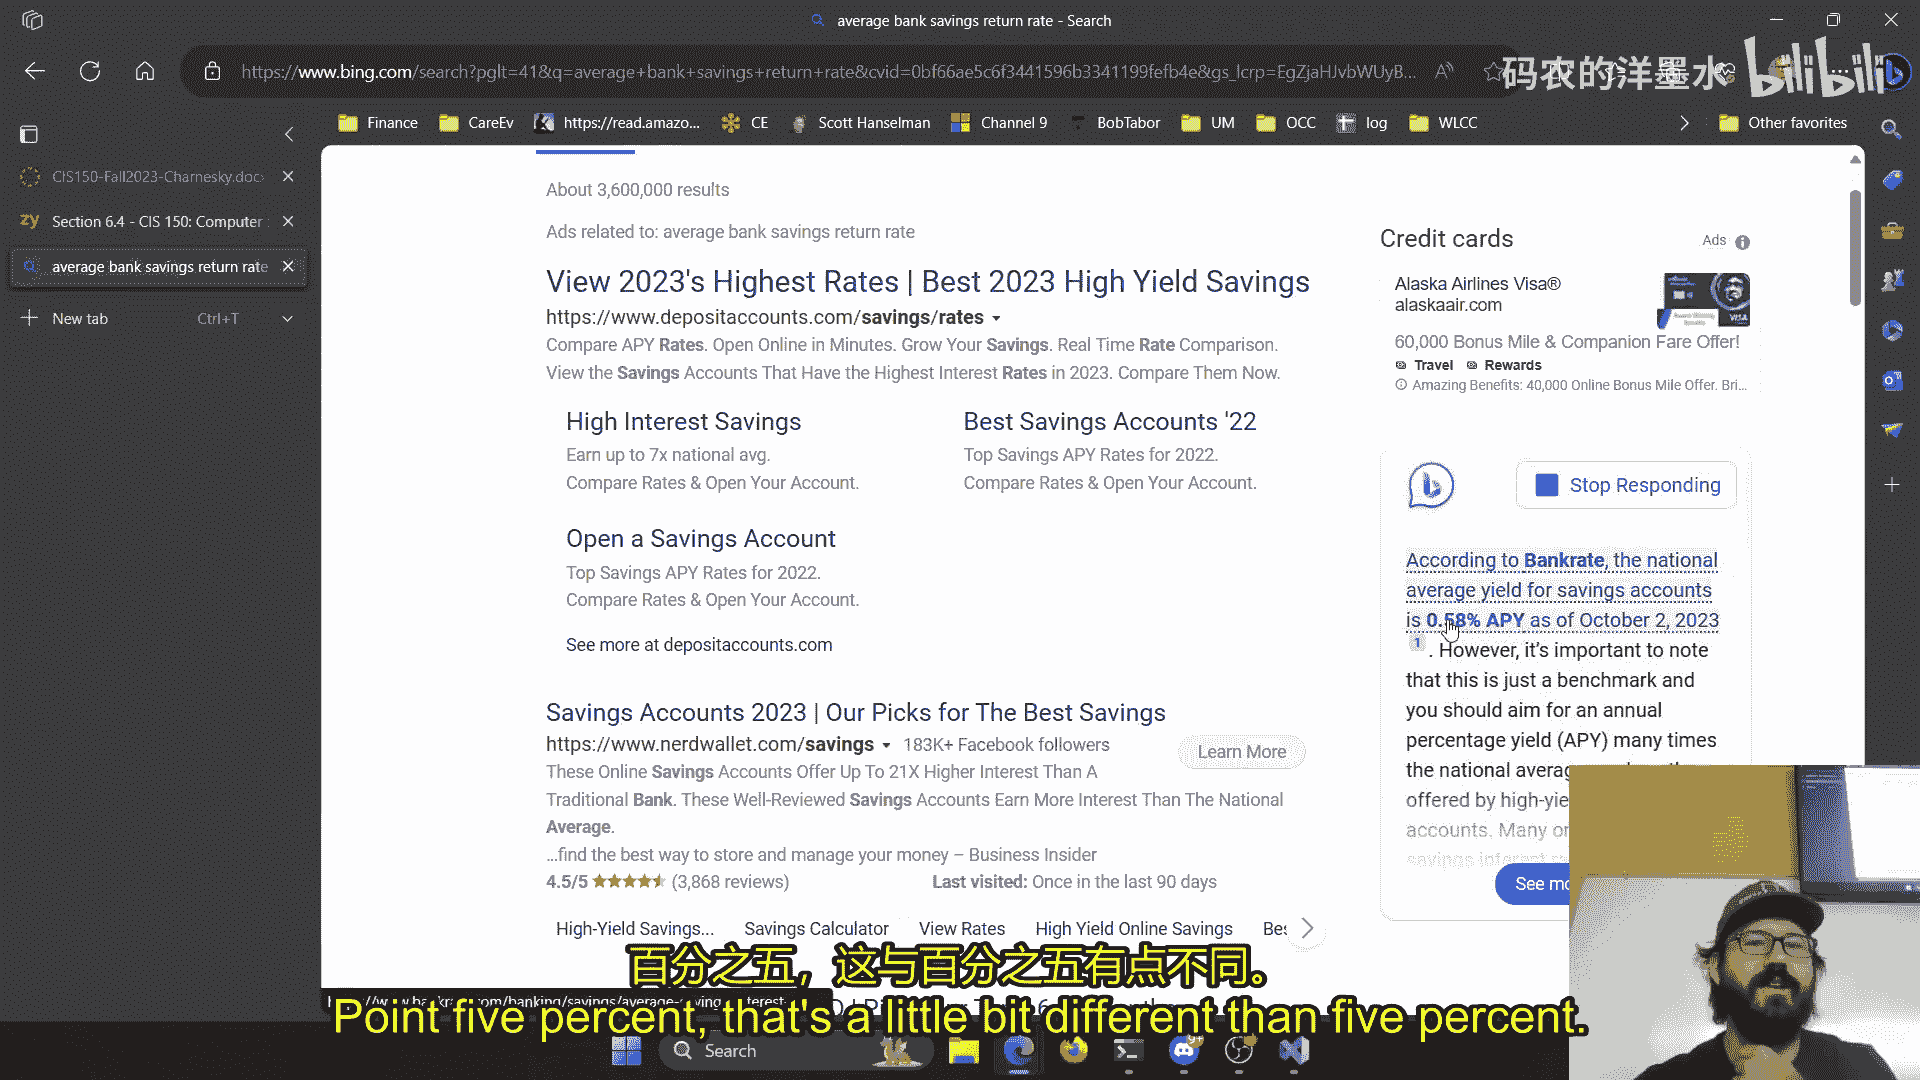 average bank savings return rate - Search
https://www.bing.com/search?pglt=41&q=average+bank+savings+return+rate&cvid=0bf66ae5c6f3441596b3341199fefb4e&gs_lcrp=EgZjaHJvbWUyB...
码农的洋墨水
bilibili
Finance
CareEv
https://read.amazo...
CE
Scott Hanselman
Channel 9
BobTabor
UM
OCC
log
WLCC
Other favorites
CIS150-Fall2023-Charnesky.doc
zy Section 6.4 - CIS 150: Computer
average bank savings return rate
New tab Ctrl+T
About 3,600,000 results
Ads related to: average bank savings return rate
View 2023's Highest Rates | Best 2023 High Yield Savings
https://www.depositaccounts.com/savings/rates
Compare APY Rates. Open Online in Minutes. Grow Your Savings. Real Time Rate Comparison.
View the Savings Accounts That Have the Highest Interest Rates in 2023. Compare Them Now.
High Interest Savings
Earn up to 7x national avg.
Compare Rates & Open Your Account.
Best Savings Accounts '22
Top Savings APY Rates for 2022.
Compare Rates & Open Your Account.
Open a Savings Account
Top Savings APY Rates for 2022.
Compare Rates & Open Your Account.
See more at depositaccounts.com
Savings Accounts 2023 | Our Picks for The Best Savings
https://www.nerdwallet.com/savings 183K+ Facebook followers
Learn More
These Online Savings Accounts Offer Up To 21X Higher Interest Than A
Traditional Bank. These Well-Reviewed Savings Accounts Earn More Interest Than The National
Average.
...find the best way to store and manage your money – Business Insider
4.5/5 (3,868 reviews)
Last visited: Once in the last 90 days
High-Yield Savings...
Savings Calculator
View Rates
High Yield Online Savings
Credit cards
Ads
Alaska Airlines Visa®
alaskaair.com
VISA
60,000 Bonus Mile & Companion Fare Offer!
Travel Rewards
Amazing Benefits: 40,000 Online Bonus Mile Offer. Bri...
Stop Responding
According to Bankrate, the national
average yield for savings accounts
is 0.58% APY as of October 2, 2023
1 . However, it's important to note
that this is just a benchmark and
you should aim for an annual
percentage yield (APY) many times
the national
offered by
accounts. Many
savings
See
百分之五，这与百分之五有点不同。
Point five percent, that's a little bit different than five percent.
Search
9+